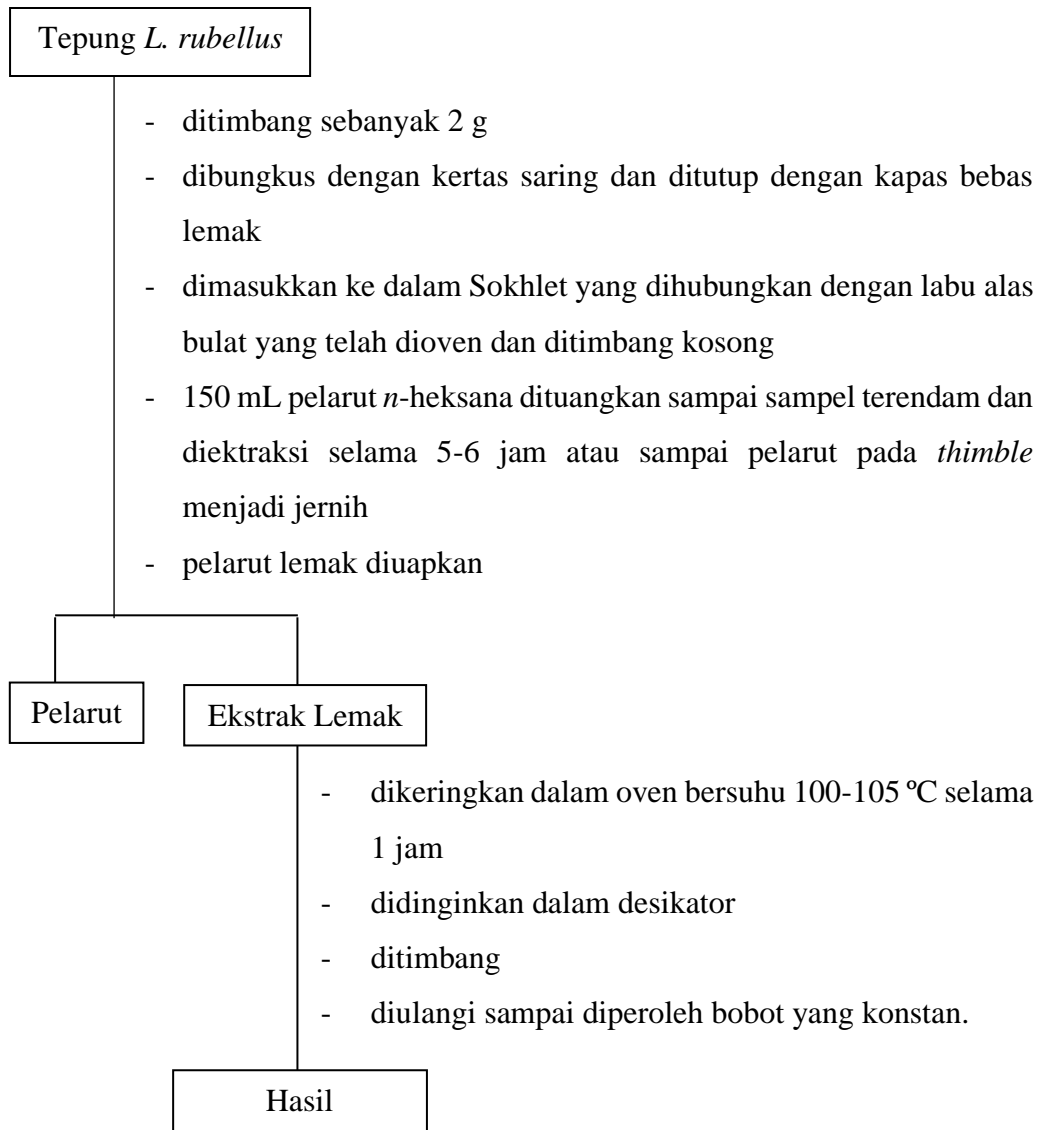 Tepung L. rubellus
- ditimbang sebanyak 2 g
- dibungkus dengan kertas saring dan ditutup dengan kapas bebas
lemak
- dimasukkan ke dalam Sokhlet yang dihubungkan dengan labu alas
bulat yang telah dioven dan ditimbang kosong
- 150 mL pelarut n-heksana dituangkan sampai sampel terendam dan
diektraksi selama 5-6 jam atau sampai pelarut pada thimble
menjadi jernih
- pelarut lemak diuapkan
Pelarut
Ekstrak Lemak
- dikeringkan dalam oven bersuhu 100-105 ºC selama
1 jam
- didinginkan dalam desikator
- ditimbang
- diulangi sampai diperoleh bobot yang konstan.
Hasil